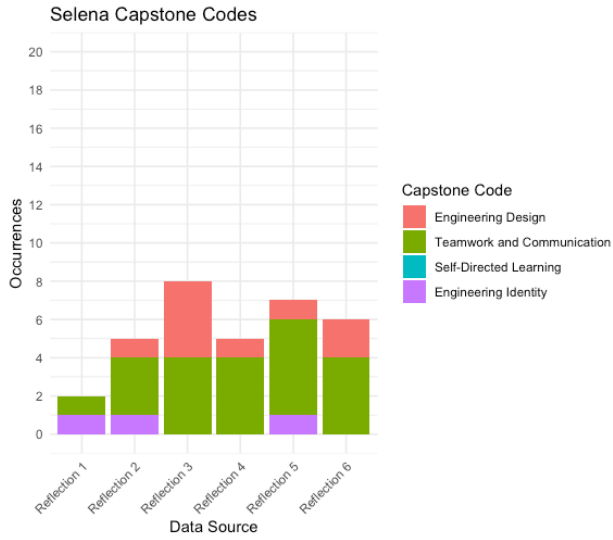 Selena Capstone Codes
20
18
16
14
12
10
8
6
4
2
0
Occurrences
Reflection 1
Reflection 2
Reflection 3
Reflection 4
Reflection 5
Reflection 6
Data Source
Capstone Code
Engineering Design
Teamwork and Communication
Self-Directed Learning
Engineering Identity